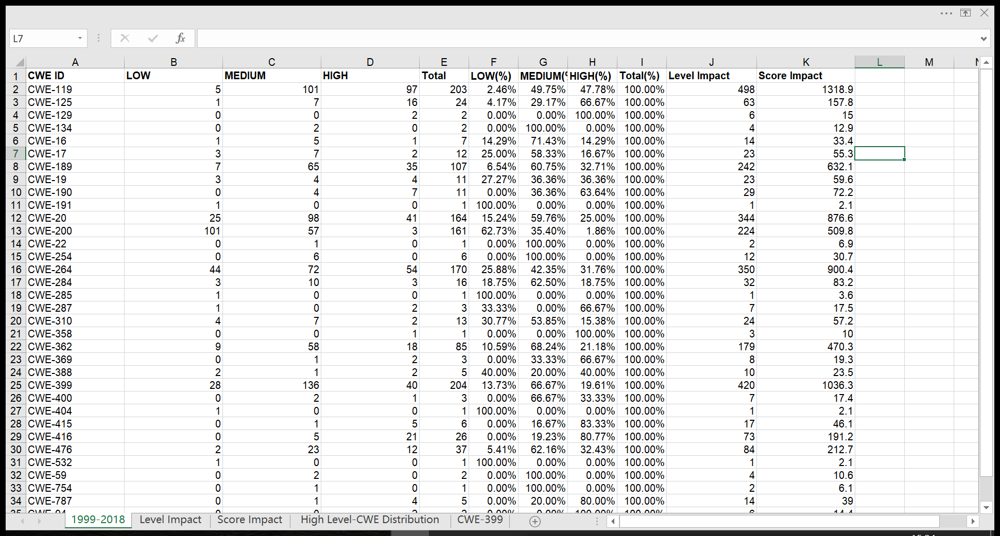 L7
fx
A B C D E F G H I J K L M
1 CWE ID LOW MEDIUM HIGH Total LOW(%) MEDIUM(% HIGH(%) Total(%) Level Impact Score Impact
2 CWE-119 5 101 97 203 2.46% 49.75% 47.78% 100.00% 498 1318.9
3 CWE-125 1 7 16 24 4.17% 29.17% 66.67% 100.00% 63 157.8
4 CWE-129 0 0 2 2 0.00% 0.00% 100.00% 100.00% 6 15
5 CWE-134 0 2 0 2 0.00% 100.00% 0.00% 100.00% 4 12.9
6 CWE-16 1 5 1 7 14.29% 71.43% 14.29% 100.00% 14 33.4
7 CWE-17 3 7 2 12 25.00% 58.33% 16.67% 100.00% 23 55.3
8 CWE-189 7 65 35 107 6.54% 60.75% 32.71% 100.00% 242 632.1
9 CWE-19 3 4 4 11 27.27% 36.36% 36.36% 100.00% 23 59.6
10 CWE-190 0 4 7 11 0.00% 36.36% 63.64% 100.00% 29 72.2
11 CWE-191 1 0 0 1 100.00% 0.00% 0.00% 100.00% 1 2.1
12 CWE-20 25 98 41 164 15.24% 59.76% 25.00% 100.00% 344 876.6
13 CWE-200 101 57 3 161 62.73% 35.40% 1.86% 100.00% 224 509.8
14 CWE-22 0 1 0 1 0.00% 100.00% 0.00% 100.00% 2 6.9
15 CWE-254 0 6 0 6 0.00% 100.00% 0.00% 100.00% 12 30.7
16 CWE-264 44 72 54 170 25.88% 42.35% 31.76% 100.00% 350 900.4
17 CWE-284 3 10 3 16 18.75% 62.50% 18.75% 100.00% 32 83.2
18 CWE-285 1 0 0 1 100.00% 0.00% 0.00% 100.00% 1 3.6
19 CWE-287 1 0 2 3 33.33% 0.00% 66.67% 100.00% 7 17.5
20 CWE-310 4 7 2 13 30.77% 53.85% 15.38% 100.00% 24 57.2
21 CWE-358 0 0 1 1 0.00% 0.00% 100.00% 100.00% 3 10
22 CWE-362 9 58 18 85 10.59% 68.24% 21.18% 100.00% 179 470.3
23 CWE-369 0 1 2 3 0.00% 33.33% 66.67% 100.00% 8 19.3
24 CWE-388 2 1 2 5 40.00% 20.00% 40.00% 100.00% 10 23.5
25 CWE-399 28 136 40 204 13.73% 66.67% 19.61% 100.00% 420 1036.3
26 CWE-400 0 2 1 3 0.00% 66.67% 33.33% 100.00% 7 17.4
27 CWE-404 1 0 0 1 100.00% 0.00% 0.00% 100.00% 1 2.1
28 CWE-415 0 1 5 6 0.00% 16.67% 83.33% 100.00% 17 46.1
29 CWE-416 0 5 21 26 0.00% 19.23% 80.77% 100.00% 73 191.2
30 CWE-476 2 23 12 37 5.41% 62.16% 32.43% 100.00% 84 212.7
31 CWE-532 1 0 0 1 100.00% 0.00% 0.00% 100.00% 1 2.1
32 CWE-59 0 2 0 2 0.00% 100.00% 0.00% 100.00% 4 10.6
33 CWE-754 0 1 0 1 0.00% 100.00% 0.00% 100.00% 2 6.1
34 CWE-787 0 1 4 5 0.00% 20.00% 80.00% 100.00% 14 39
1999-2018 Level Impact Score Impact High Level-CWE Distribution CWE-399